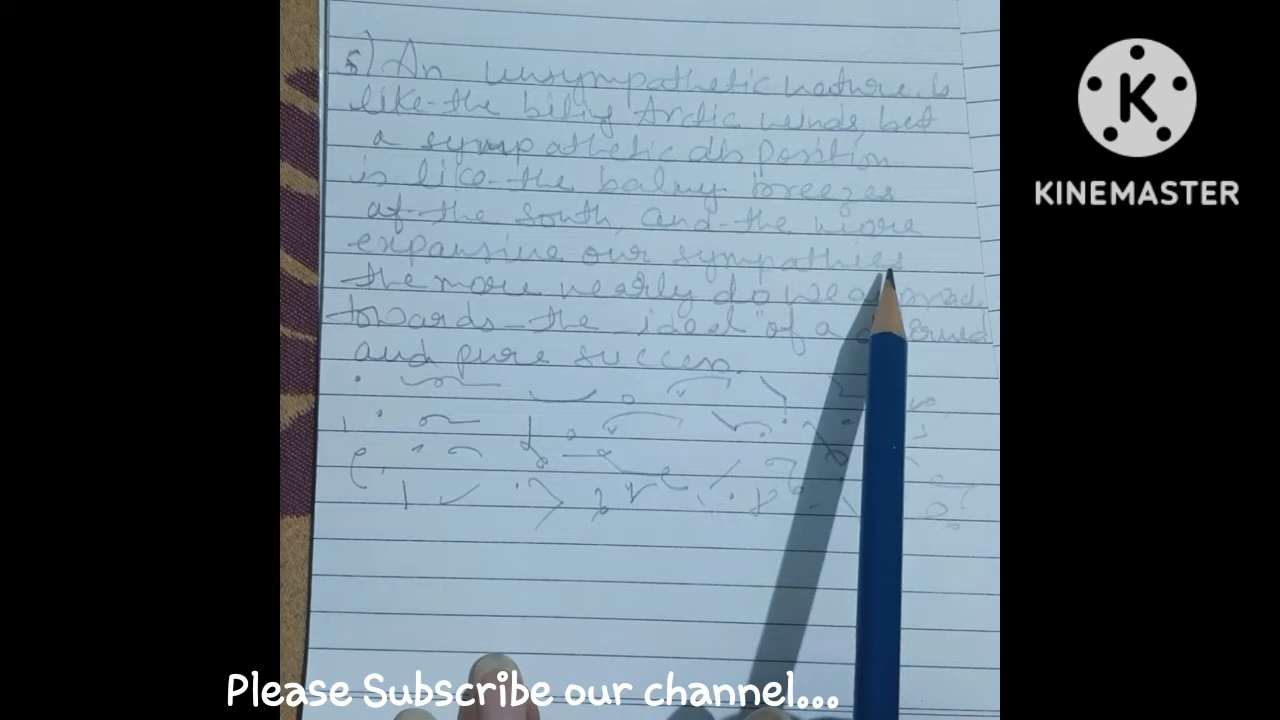 5) An unsympathetic nature is
like the biting Arctic winds, but
a sympathetic disposition
is like the balmy breezes
of the South, and the more
expansive our sympathies
the more nearly do we
towards the ideal of a
and pure success.
K
KINEMASTER
Please Subscribe our channel...